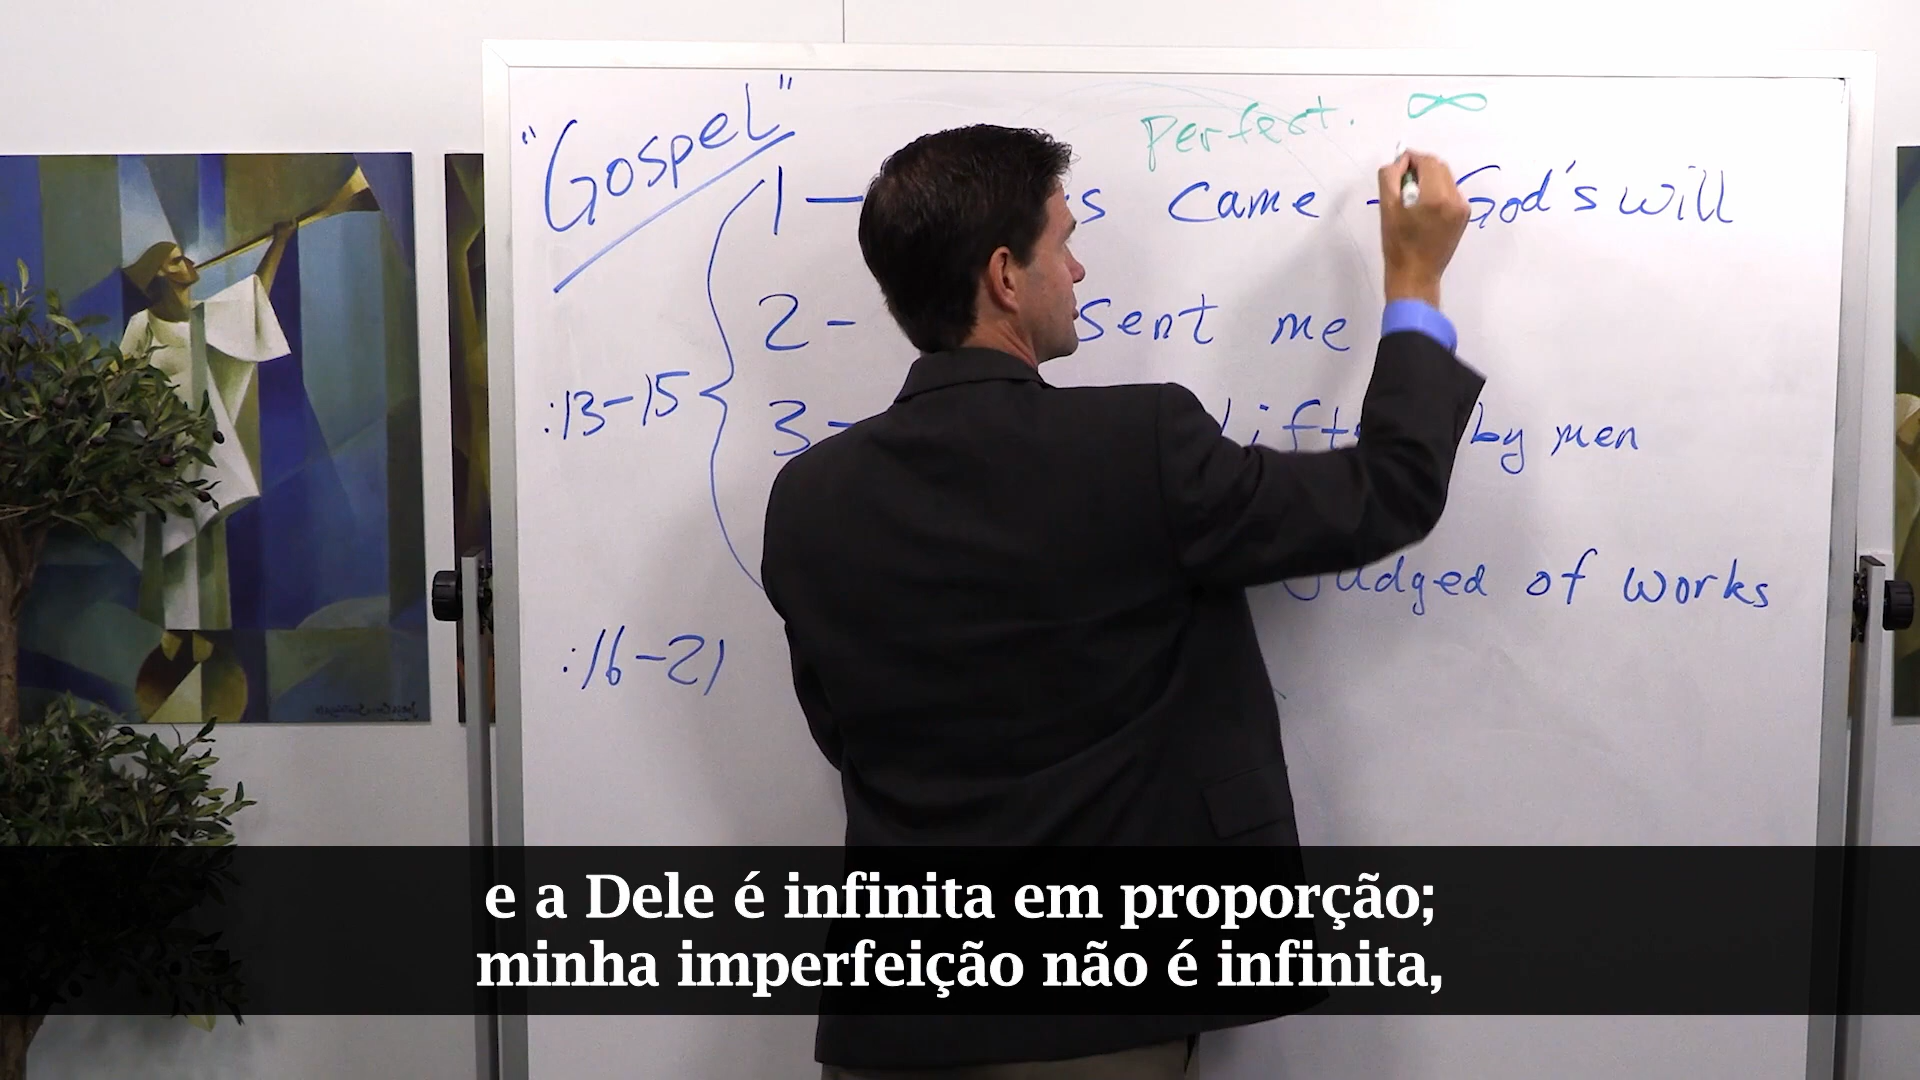 "Gospel"
perfect. ∞
1 – s came – God's will
2 – sent me
:13-15
3 – lift by men
judged of works
:16-21
e a Dele é infinita em proporção;
minha imperfeição não é infinita,